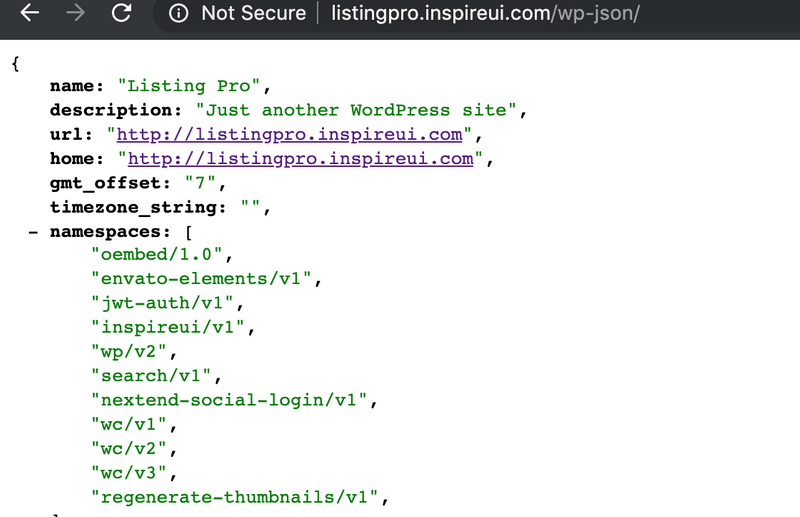 Not Secure | listingpro.inspireui.com/wp-json/
{
name: "Listing Pro",
description: "Just another WordPress site",
url: "http://listingpro.inspireui.com",
home: "http://listingpro.inspireui.com",
gmt_offset: "7",
timezone_string: "",
- namespaces: [
"oembed/1.0",
"envato-elements/v1",
"jwt-auth/v1",
"inspireui/v1",
"wp/v2",
"search/v1",
"nextend-social-login/v1",
"wc/v1",
"wc/v2",
"wc/v3",
"regenerate-thumbnails/v1",